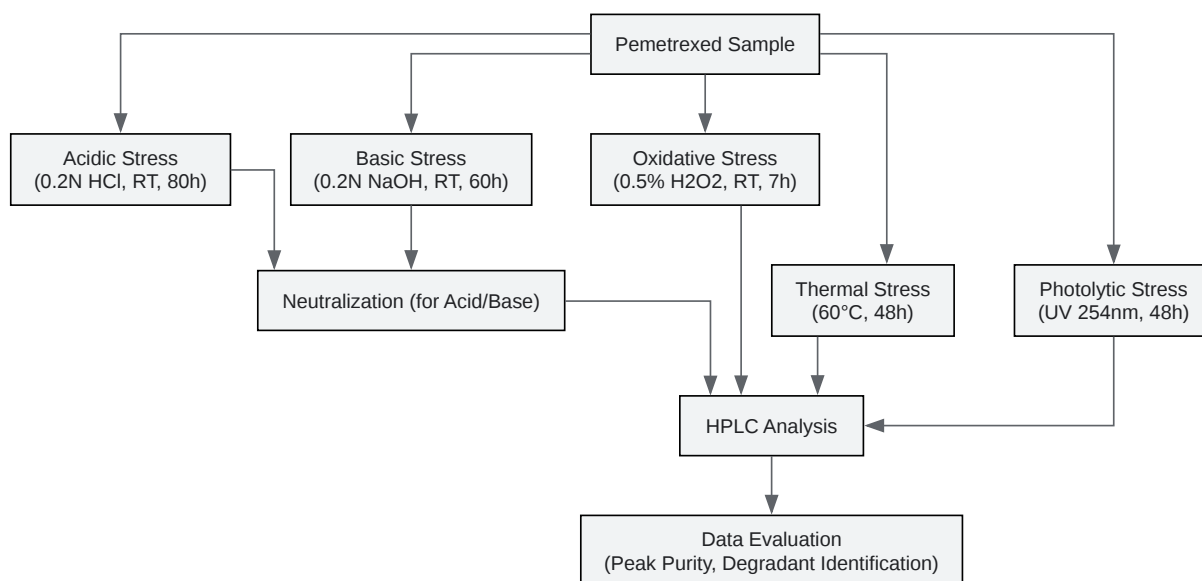 Pemetrexed Sample
Acidic Stress
(0.2N HCl, RT, 80h)
Basic Stress
(0.2N NaOH, RT, 60h)
Oxidative Stress
(0.5% H2O2, RT, 7h)
Neutralization (for Acid/Base)
Thermal Stress
(60°C, 48h)
Photolytic Stress
(UV 254nm, 48h)
HPLC Analysis
Data Evaluation
(Peak Purity, Degradant Identification)